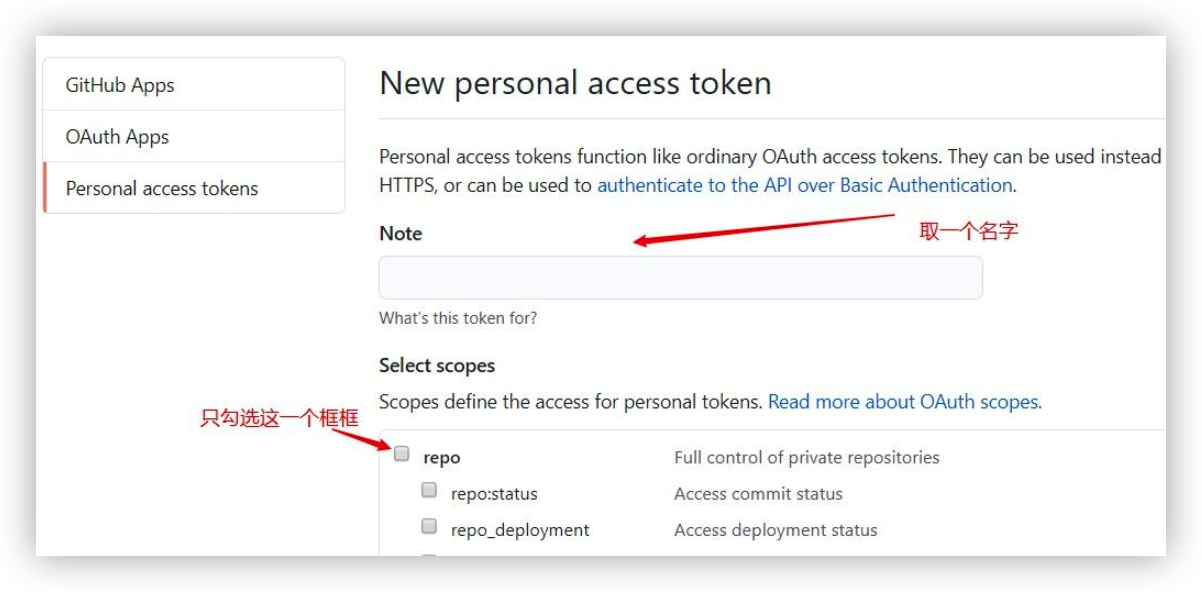 GitHub Apps
OAuth Apps
Personal access tokens
New personal access token
Personal access tokens function like ordinary OAuth access tokens. They can be used instead
HTTPS, or can be used to authenticate to the API over Basic Authentication.
Note
取一个名字
What's this token for?
Select scopes
Scopes define the access for personal tokens. Read more about OAuth scopes.
只勾选这一个框框
repo Full control of private repositories
repo:status Access commit status
repo_deployment Access deployment status